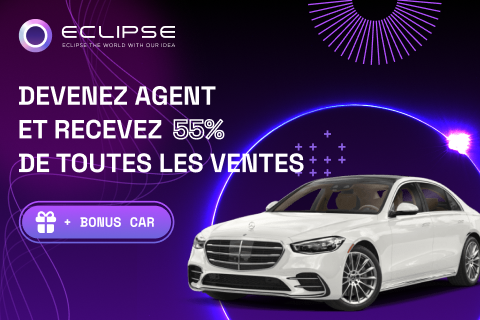 ECLIPSE
ECLIPSE THE WORLD WITH OUR IDEA
DEVENEZ AGENT
ET RECEVEZ 55%
DE TOUTES LES VENTES
+ BONUS CAR